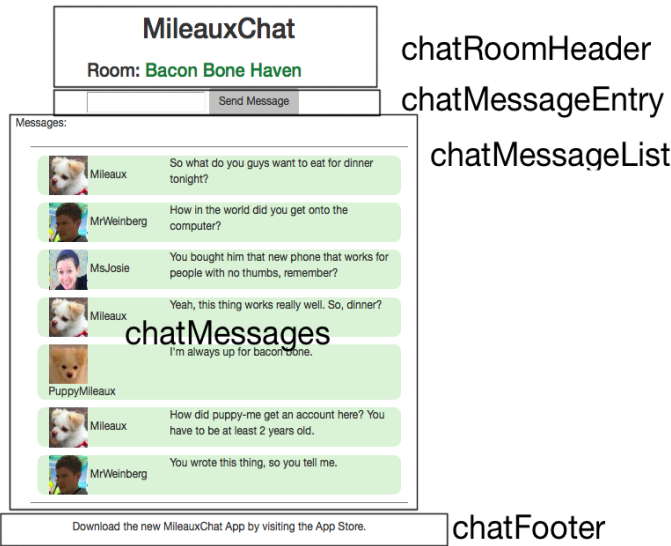 MileauxChat
Room: Bacon Bone Haven
chatRoomHeader
Send Message
chatMessageEntry
Messages:
chatMessageList
Mileaux
So what do you guys want to eat for dinner
tonight?
MrWeinberg
How in the world did you get onto the
computer?
MsJosie
You bought him that new phone that works for
people with no thumbs, remember?
Mileaux
Yeah, this thing works really well. So, dinner?
chatMessages
I'm always up for bacon bone.
PuppyMileaux
Mileaux
How did puppy-me get an account here? You
have to be at least 2 years old.
MrWeinberg
You wrote this thing, so you tell me.
Download the new MileauxChat App by visiting the App Store.
chatFooter